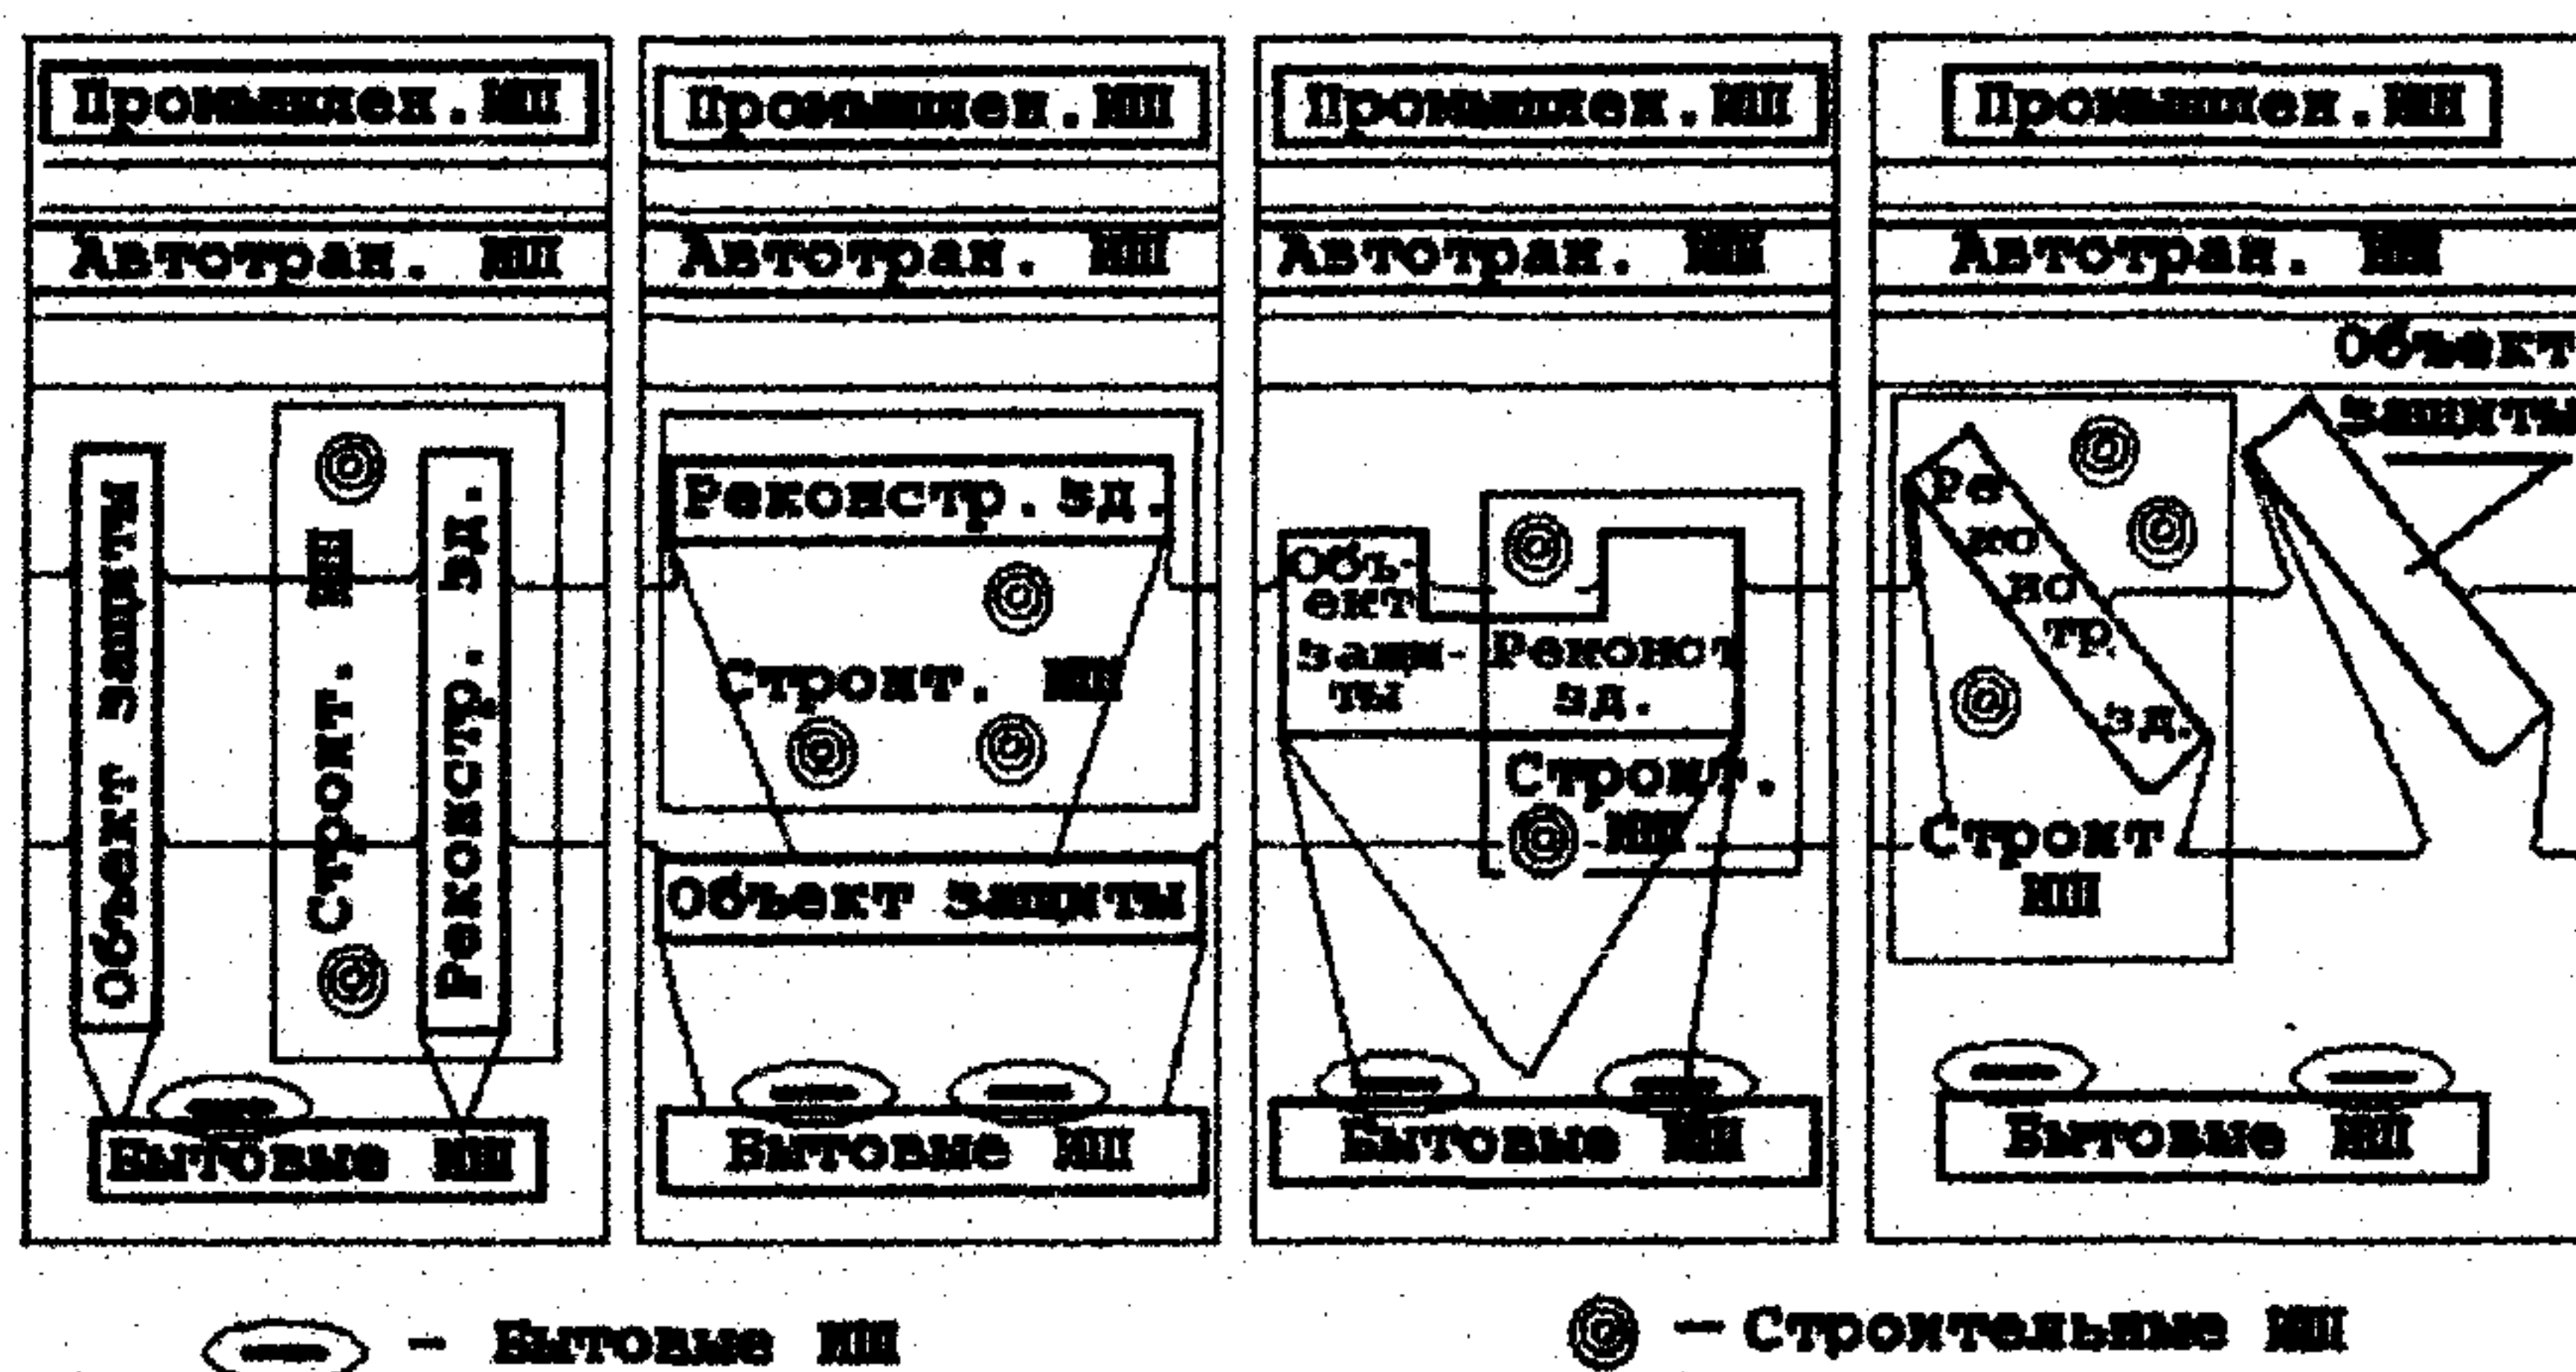 Промышлен. ИШ
Автотран. ИШ
Объект защиты
Строит. ИШ
Реконстр. зд.
Бытовые ИШ
Промышлен. ИШ
Автотран. ИШ
Реконстр. зд.
Строит. ИШ
Объект защиты
Бытовые ИШ
Промышлен. ИШ
Автотран. ИШ
Объ-
ект
защи-
ты
Реконст
зд.
Строит.
ИШ
Бытовые ИШ
Промышлен. ИШ
Автотран. ИШ
Объект
защиты
Ре
ко
но
тр.
зд.
Строит
ИШ
Бытовые ИШ
– Бытовые ИШ
– Строительные ИШ